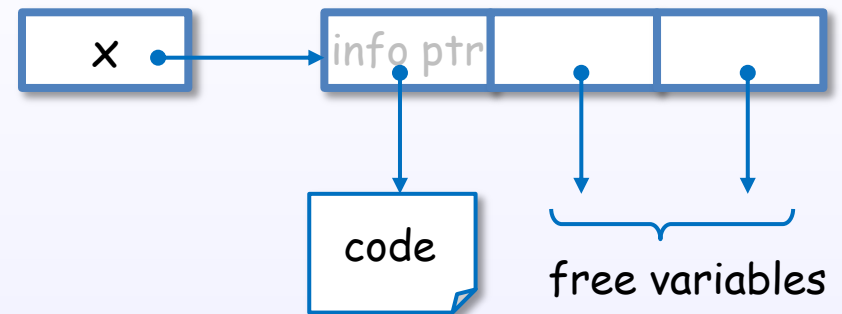 x
info ptr
code
free variables